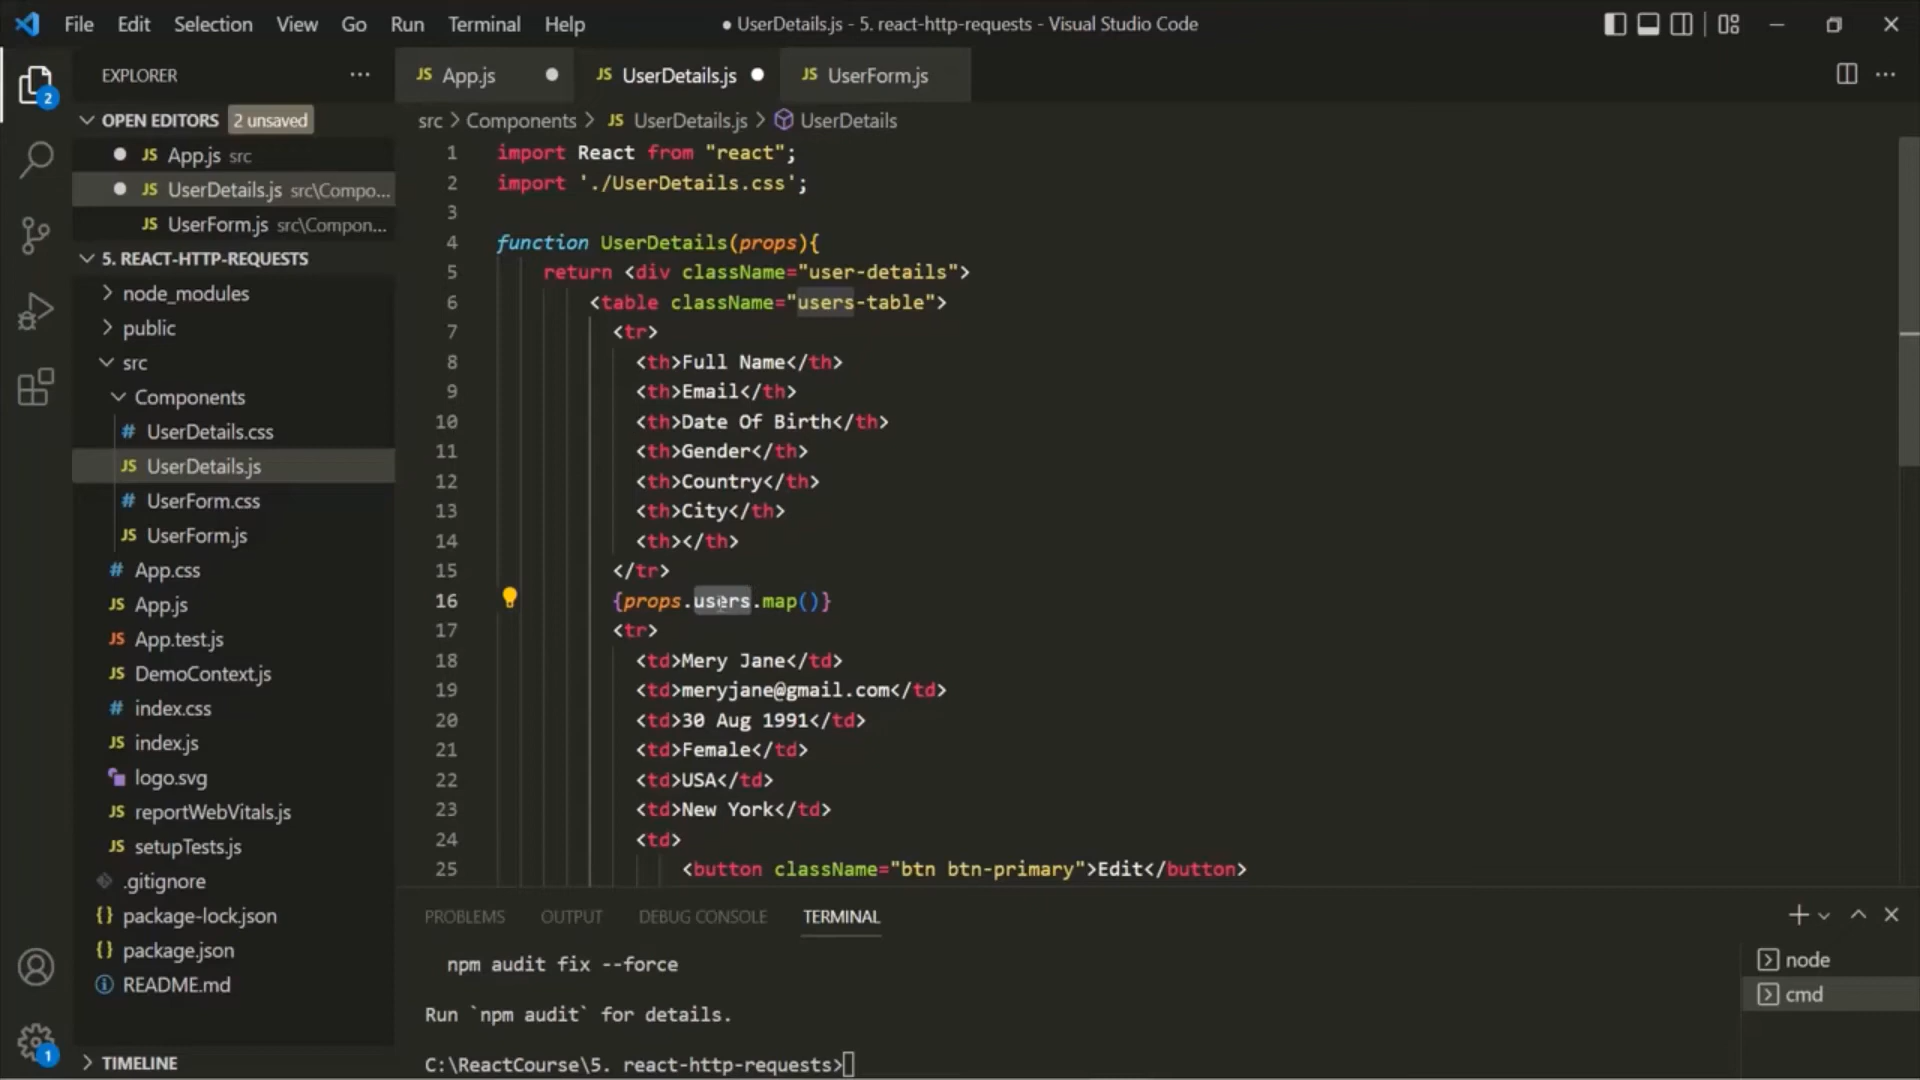 File Edit Selection View Go Run Terminal Help
● UserDetails.js - 5. react-http-requests - Visual Studio Code
EXPLORER
JS App.js
JS UserDetails.js
JS UserForm.js
OPEN EDITORS 2 unsaved
JS App.js src
JS UserDetails.js src\Compo...
JS UserForm.js src\Compon...
5. REACT-HTTP-REQUESTS
node_modules
public
src
Components
# UserDetails.css
JS UserDetails.js
# UserForm.css
JS UserForm.js
# App.css
JS App.js
JS App.test.js
JS DemoContext.js
# index.css
JS index.js
logo.svg
JS reportWebVitals.js
JS setupTests.js
.gitignore
{} package-lock.json
{} package.json
README.md
TIMELINE
2
1
src > Components > JS UserDetails.js > UserDetails
1 import React from "react";
2 import './UserDetails.css';
3
4 function UserDetails(props){
5 return <div className="user-details">
6 <table className="users-table">
7 <tr>
8 <th>Full Name</th>
9 <th>Email</th>
10 <th>Date Of Birth</th>
11 <th>Gender</th>
12 <th>Country</th>
13 <th>City</th>
14 <th></th>
15 </tr>
16 {props.users.map()}
17 <tr>
18 <td>Mery Jane</td>
19 <td>meryjane@gmail.com</td>
20 <td>30 Aug 1991</td>
21 <td>Female</td>
22 <td>USA</td>
23 <td>New York</td>
24 <td>
25 <button className="btn btn-primary">Edit</button>
PROBLEMS OUTPUT DEBUG CONSOLE TERMINAL
npm audit fix --force
Run `npm audit` for details.
C:\ReactCourse\5. react-http-requests>
node
cmd